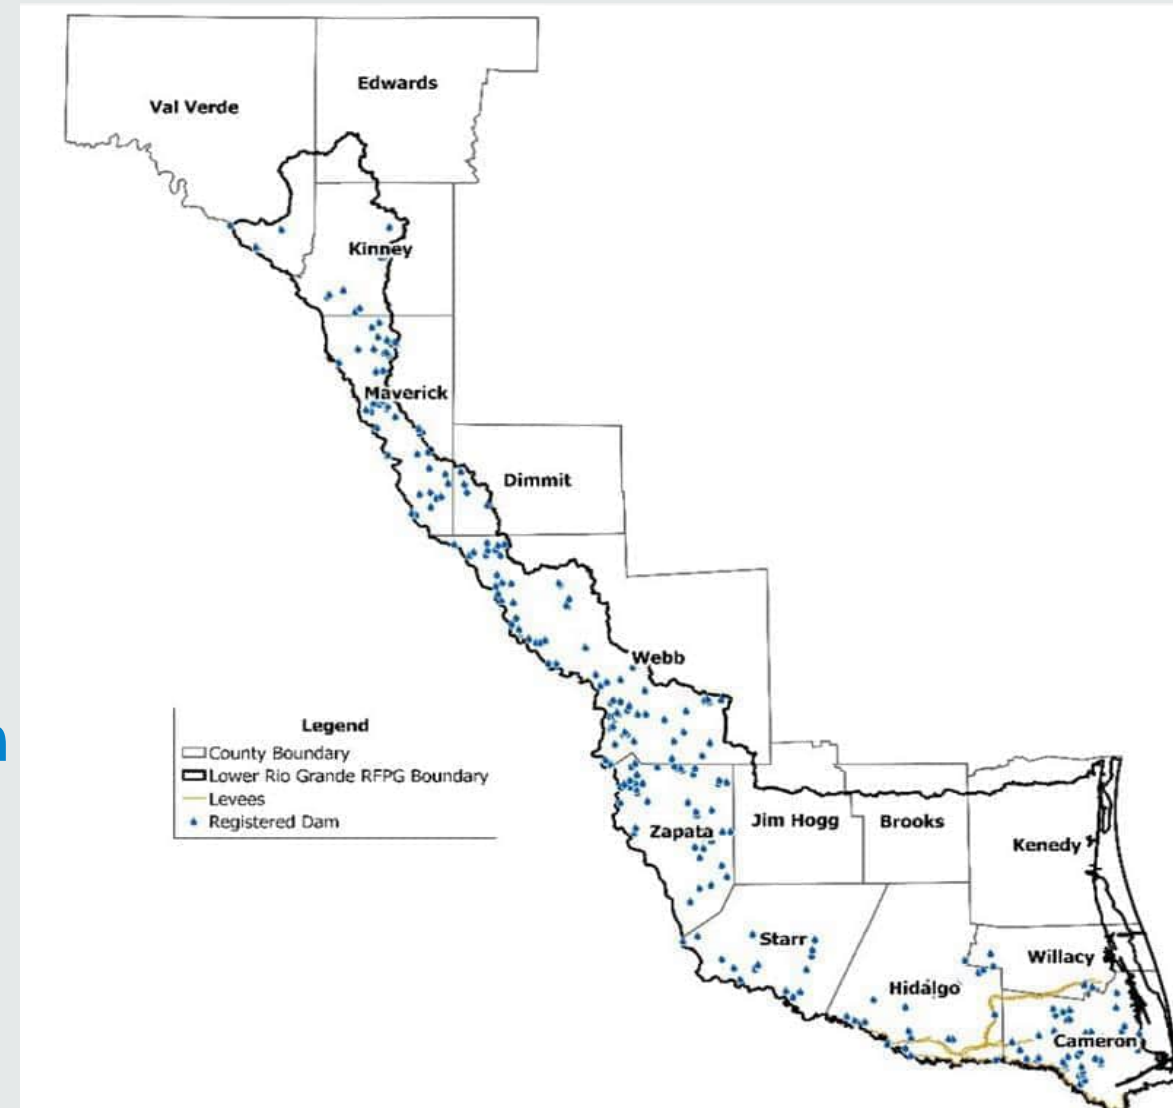 Edwards
Val Verde
Kinney
Maverick
Dimmit
Webb
Legend
County Boundary
Lower Rio Grande RFPG Boundary
Levees
Registered Dam
Zapata
Jim Hogg
Brooks
Kenedy
Starr
Willacy
Hidalgo
Cameron